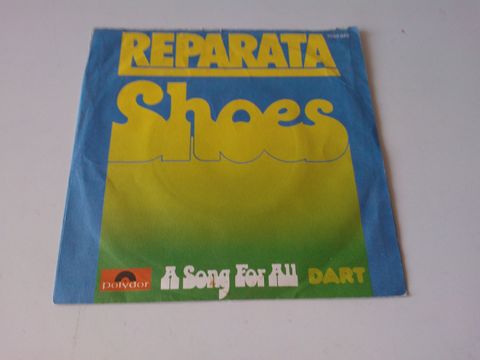 REPARATA
Shoes
polydor
A Song For All
DART